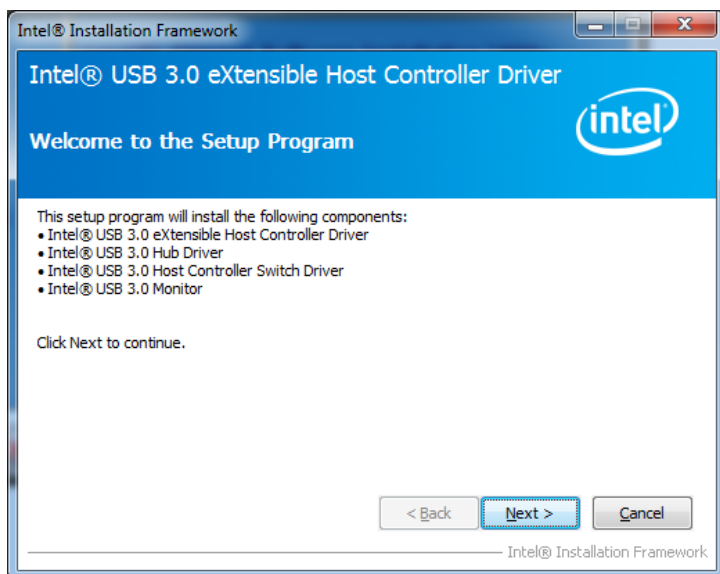 Intel® Installation Framework
Intel® USB 3.0 eXtensible Host Controller Driver
intel
Welcome to the Setup Program
This setup program will install the following components:
• Intel® USB 3.0 eXtensible Host Controller Driver
• Intel® USB 3.0 Hub Driver
• Intel® USB 3.0 Host Controller Switch Driver
• Intel® USB 3.0 Monitor
Click Next to continue.
< Back Next > Cancel
Intel® Installation Framework